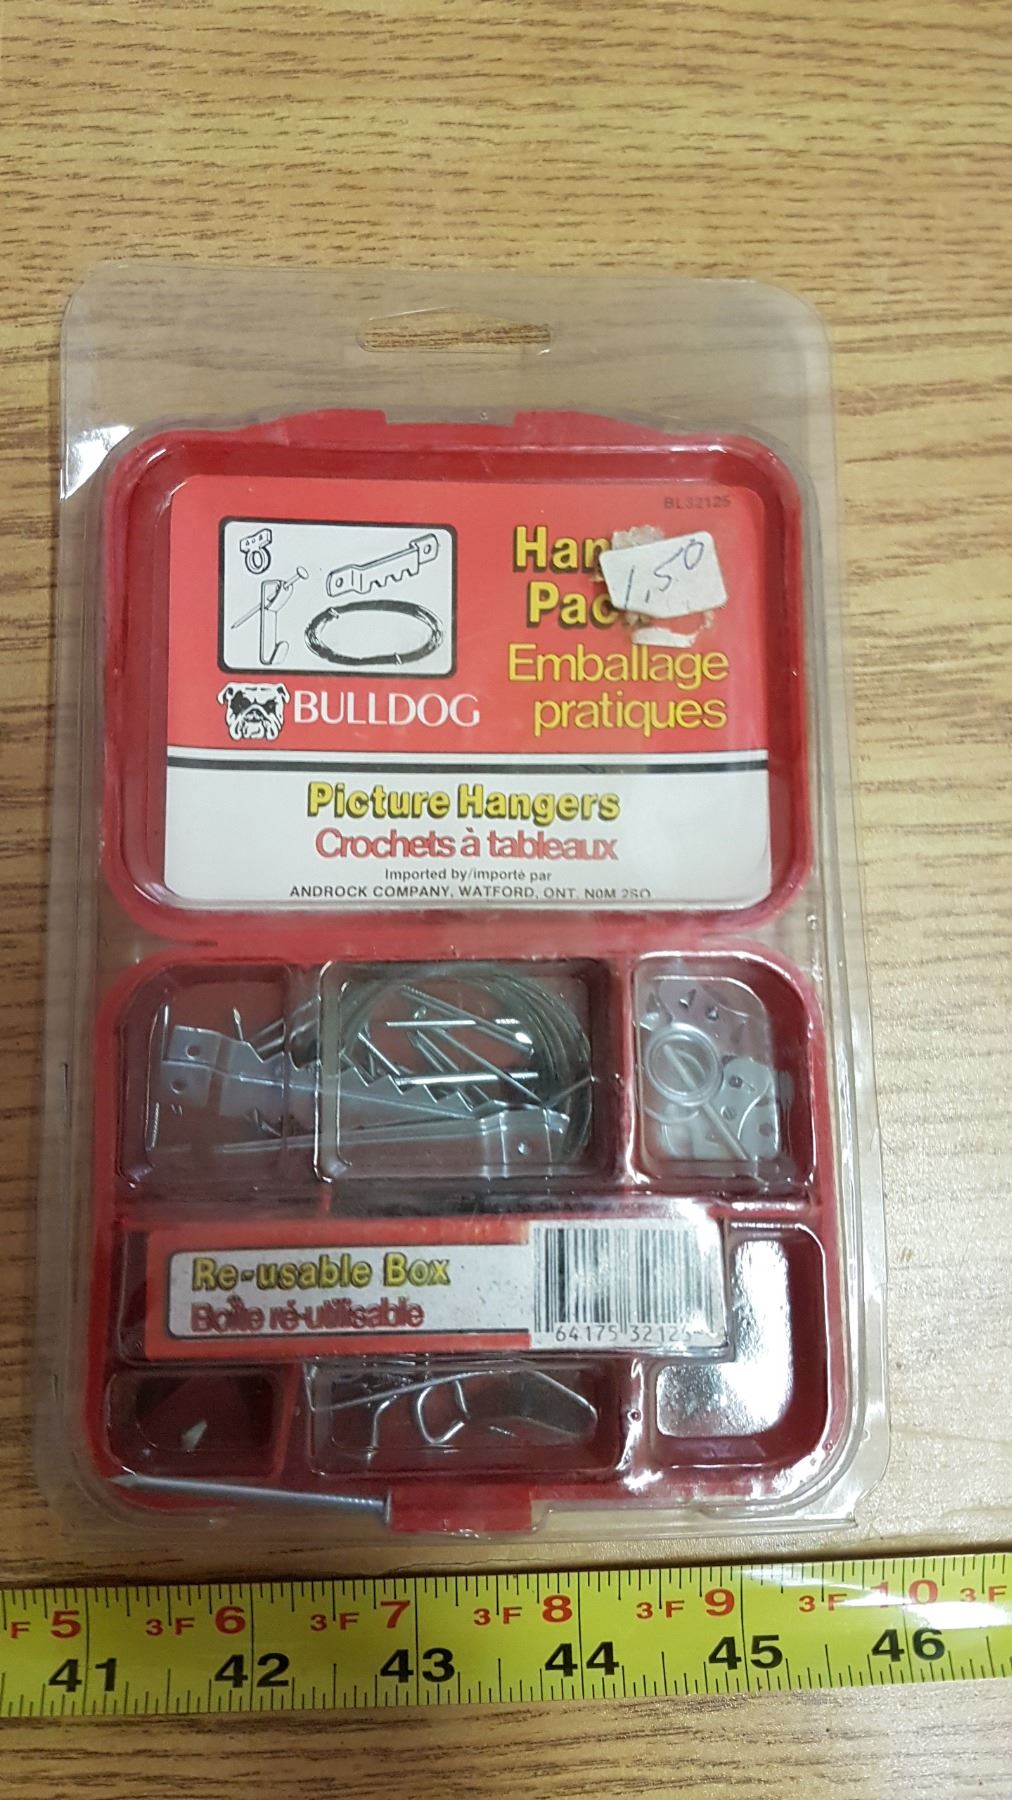 BL32125
1.50
Emballage
pratiques
BULLDOG
Picture Hangers
Crochets à tableaux
Imported by/importé par
ANDROCK COMPANY, WATFORD, ONT. N0M 2S0
Re-usable Box
Boîte ré-utilisable
64175 32125
F 5 3F 6 3F 7 3F 8 3F 9 3F 10 3F
41 42 43 44 45 46